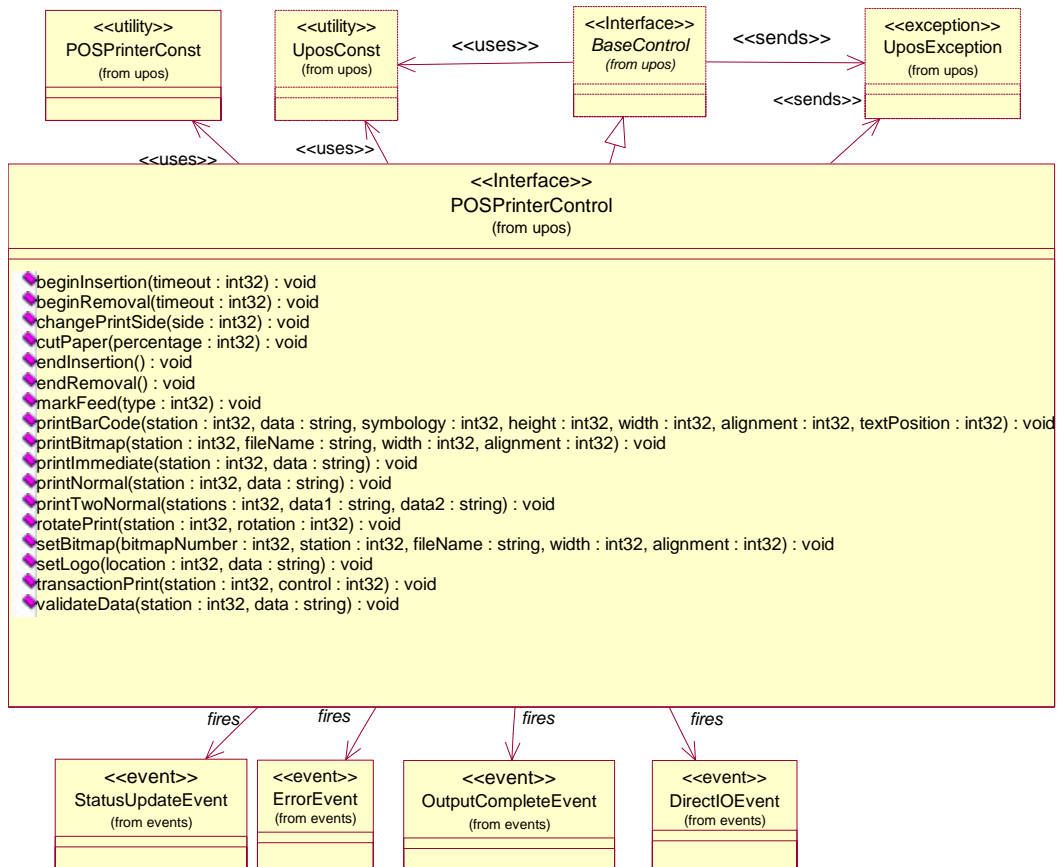 <<utility>>
POSPrinterConst
(from upos)
<<utility>>
UposConst
(from upos)
<<uses>>
<<Interface>>
BaseControl
(from upos)
<<sends>>
<<exception>>
UposException
(from upos)
<<sends>>
<<uses>>
<<uses>>
<<Interface>>
POSPrinterControl
(from upos)
beginInsertion(timeout : int32) : void
beginRemoval(timeout : int32) : void
changePrintSide(side : int32) : void
cutPaper(percentage : int32) : void
endInsertion() : void
endRemoval() : void
markFeed(type : int32) : void
printBarCode(station : int32, data : string, symbology : int32, height : int32, width : int32, alignment : int32, textPosition : int32) : void
printBitmap(station : int32, fileName : string, width : int32, alignment : int32) : void
printImmediate(station : int32, data : string) : void
printNormal(station : int32, data : string) : void
printTwoNormal(stations : int32, data1 : string, data2 : string) : void
rotatePrint(station : int32, rotation : int32) : void
setBitmap(bitmapNumber : int32, station : int32, fileName : string, width : int32, alignment : int32) : void
setLogo(location : int32, data : string) : void
transactionPrint(station : int32, control : int32) : void
validateData(station : int32, data : string) : void
fires
fires
fires
fires
<<event>>
StatusUpdateEvent
(from events)
<<event>>
ErrorEvent
(from events)
<<event>>
OutputCompleteEvent
(from events)
<<event>>
DirectIOEvent
(from events)